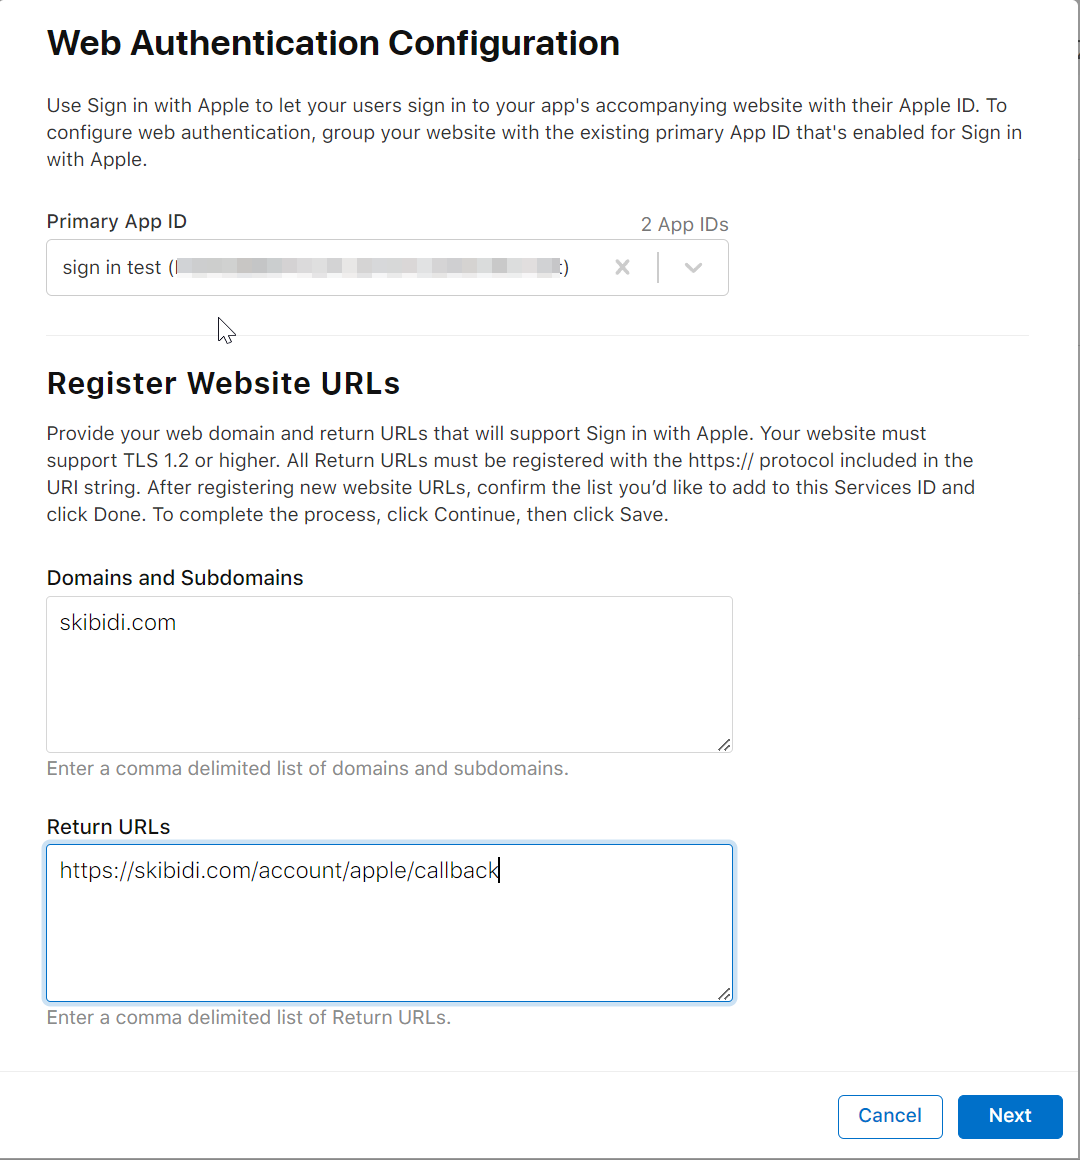 Web Authentication Configuration
Use Sign in with Apple to let your users sign in to your app's accompanying website with their Apple ID. To
configure web authentication, group your website with the existing primary App ID that's enabled for Sign in
with Apple.
Primary App ID
2 App IDs
sign in test (
Register Website URLs
Provide your web domain and return URLs that will support Sign in with Apple. Your website must
support TLS 1.2 or higher. All Return URLs must be registered with the https:// protocol included in the
URI string. After registering new website URLs, confirm the list you’d like to add to this Services ID and
click Done. To complete the process, click Continue, then click Save.
Domains and Subdomains
skibidi.com
Enter a comma delimited list of domains and subdomains.
Return URLs
https://skibidi.com/account/apple/callback
Enter a comma delimited list of Return URLs.
Cancel
Next